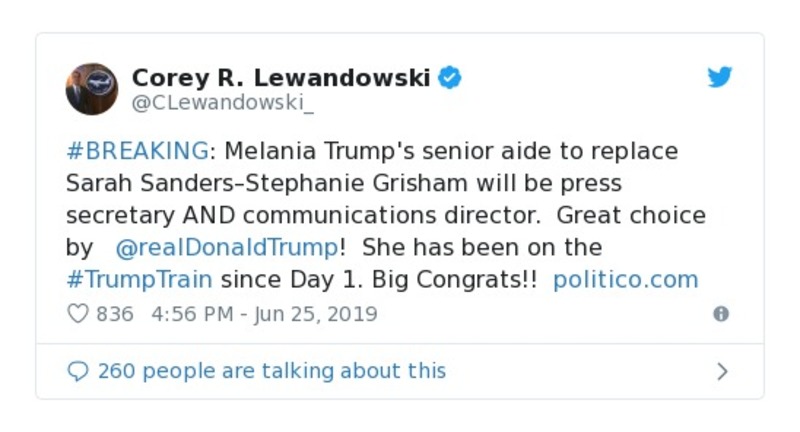 Corey R. Lewandowski
@CLewandowski_
#BREAKING: Melania Trump's senior aide to replace
Sarah Sanders–Stephanie Grisham will be press
secretary AND communications director.  Great choice
by   @realDonaldTrump!  She has been on the
#TrumpTrain since Day 1. Big Congrats!!  politico.com
836   4:56 PM - Jun 25, 2019
260 people are talking about this